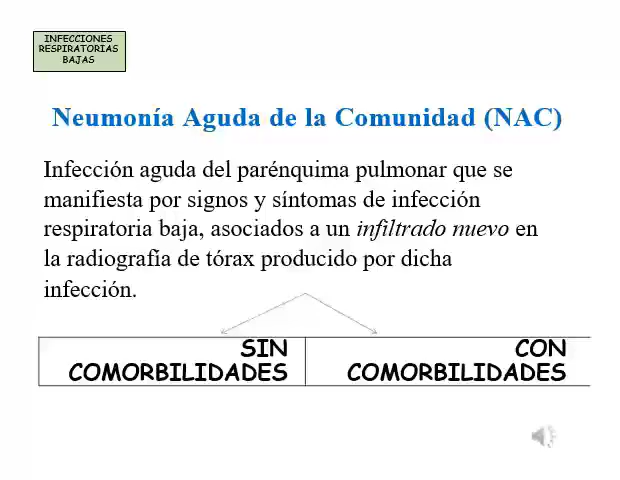 INFECCIONES
RESPIRATORIAS
BAJAS
Neumonía Aguda de la Comunidad (NAC)
Infección aguda del parénquima pulmonar que se
manifiesta por signos y síntomas de infección
respiratoria baja, asociados a un infiltrado nuevo en
la radiografía de tórax producido por dicha
infección.
SIN
COMORBILIDADES
CON
COMORBILIDADES